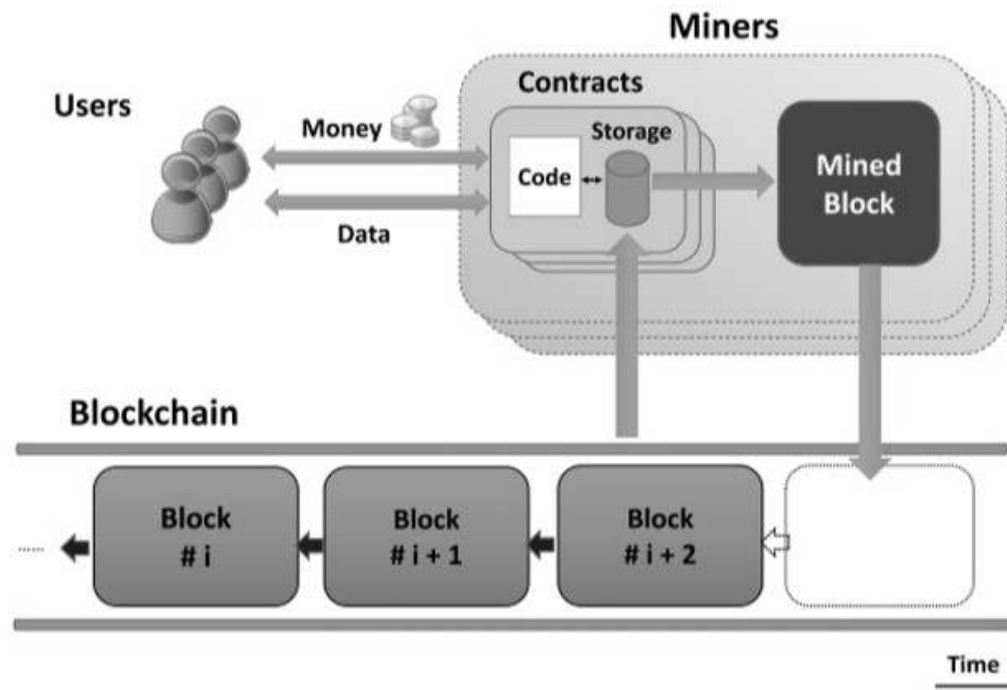 Miners
Contracts
Users
Money
Storage
Code
Mined
Block
Data
Blockchain
Block
# i
Block
# i + 1
Block
# i + 2
......
Time